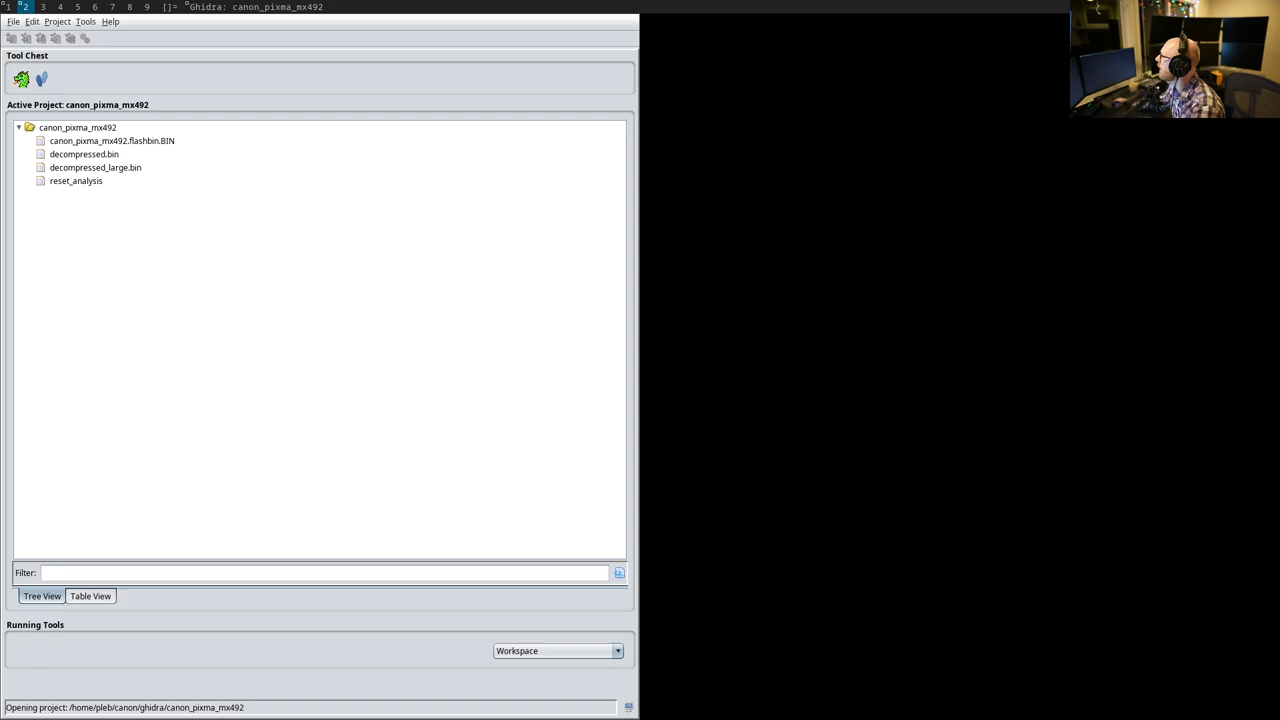 1 2 3 4 5 6 7 8 9 []= Ghidra: canon_pixma_mx492
File Edit Project Tools Help
Tool Chest
Active Project: canon_pixma_mx492
canon_pixma_mx492
canon_pixma_mx492.flashbin.BIN
decompressed.bin
decompressed_large.bin
reset_analysis
Filter:
Tree View Table View
Running Tools
Workspace
Opening project: /home/pleb/canon/ghidra/canon_pixma_mx492